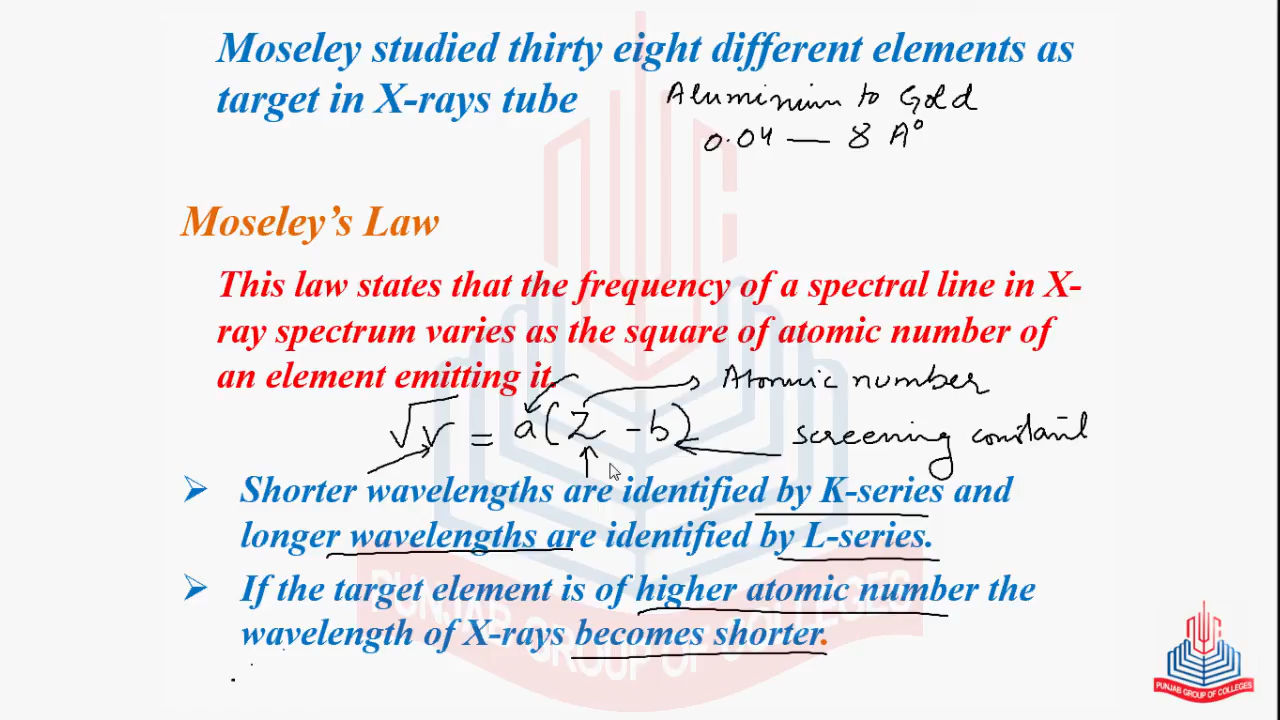 Moseley studied thirty eight different elements as
target in X-rays tube
Aluminium to Gold
0.04 — 8 A°
Moseley's Law
This law states that the frequency of a spectral line in X-
ray spectrum varies as the square of atomic number of
an element emitting it.
Atomic number
√ν = a(Z - b)
screening constant
➢ Shorter wavelengths are identified by K-series and
longer wavelengths are identified by L-series.
➢ If the target element is of higher atomic number the
wavelength of X-rays becomes shorter.
PUNJAB GROUP OF COLLEGES
PUNJAB GROUP OF COLLEGES